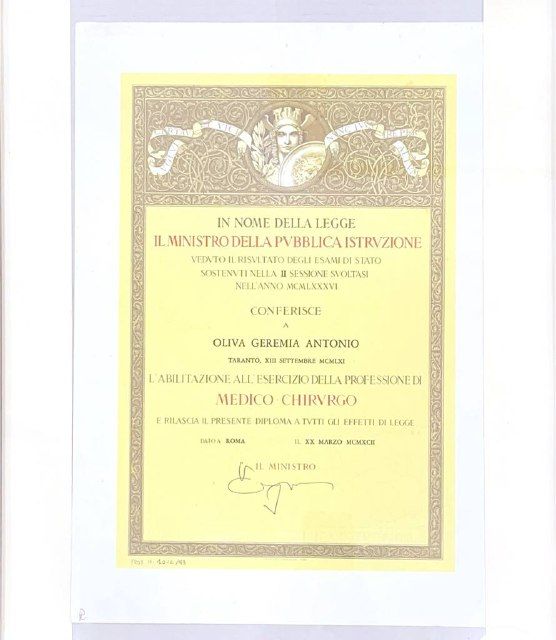 IN NOME DELLA LEGGE
IL MINISTRO DELLA PVBBLICA ISTRVZIONE
VEDVTO IL RISVLTATO DEGLI ESAMI DI STATO
SOSTENVTI NELLA II SESSIONE SVOLTASI
NELL'ANNO MCMLXXXVI
CONFERISCE
A
OLIVA GEREMIA ANTONIO
TARANTO, XIII SETTEMBRE MCMLXI
L'ABILITAZIONE ALL'ESERCIZIO DELLA PROFESSIONE DI
MEDICO CHIRVRGO
E RILASCIA IL PRESENTE DIPLOMA A TVTTI GLI EFFETTI DI LEGGE
DATO A ROMA IL XX MARZO MCMXCII
IL MINISTRO